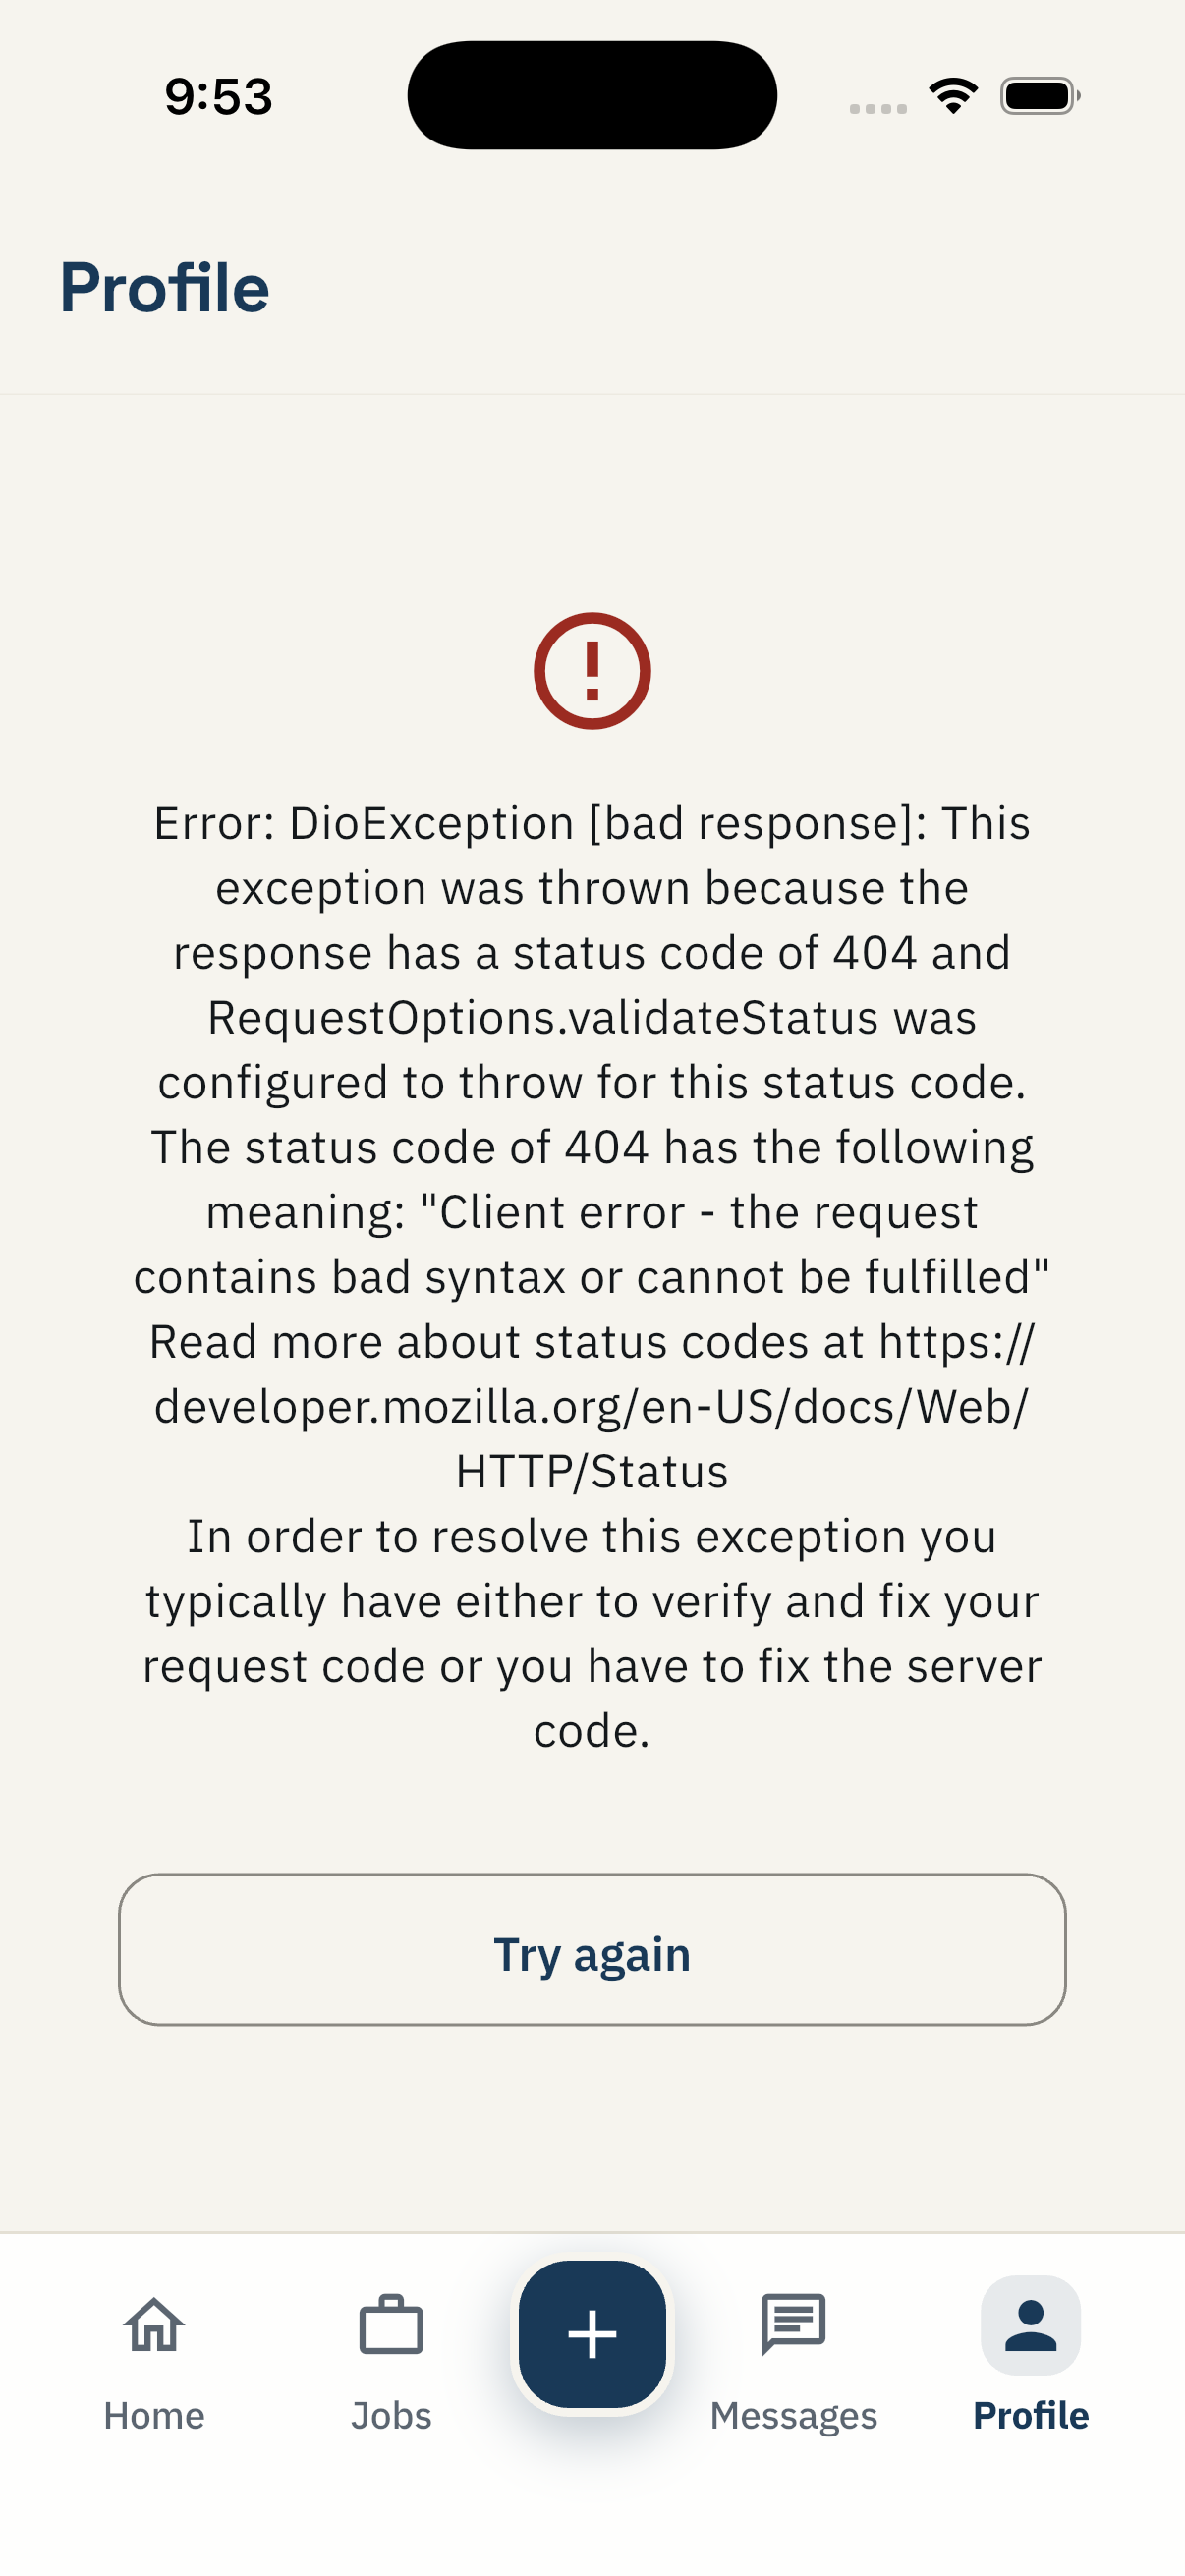 9:53
Profile
Error: DioException [bad response]: This
exception was thrown because the
response has a status code of 404 and
RequestOptions.validateStatus was
configured to throw for this status code.
The status code of 404 has the following
meaning: "Client error - the request
contains bad syntax or cannot be fulfilled"
Read more about status codes at https://
developer.mozilla.org/en-US/docs/Web/
HTTP/Status
In order to resolve this exception you
typically have either to verify and fix your
request code or you have to fix the server
code.
Try again
Home
Jobs
Messages
Profile